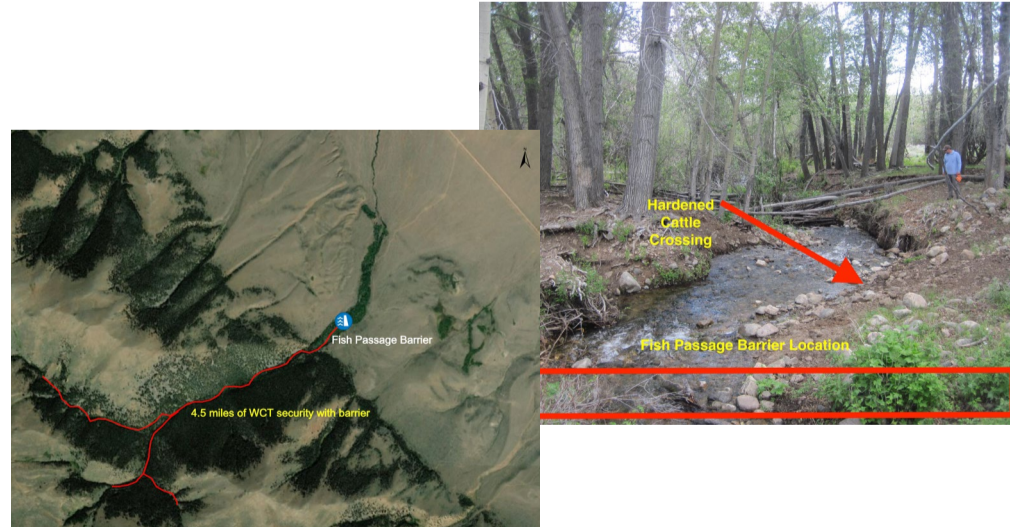 Hardened
Cattle
Crossing
Fish Passage Barrier Location
Fish Passage Barrier
4.5 miles of WCT security with barrier